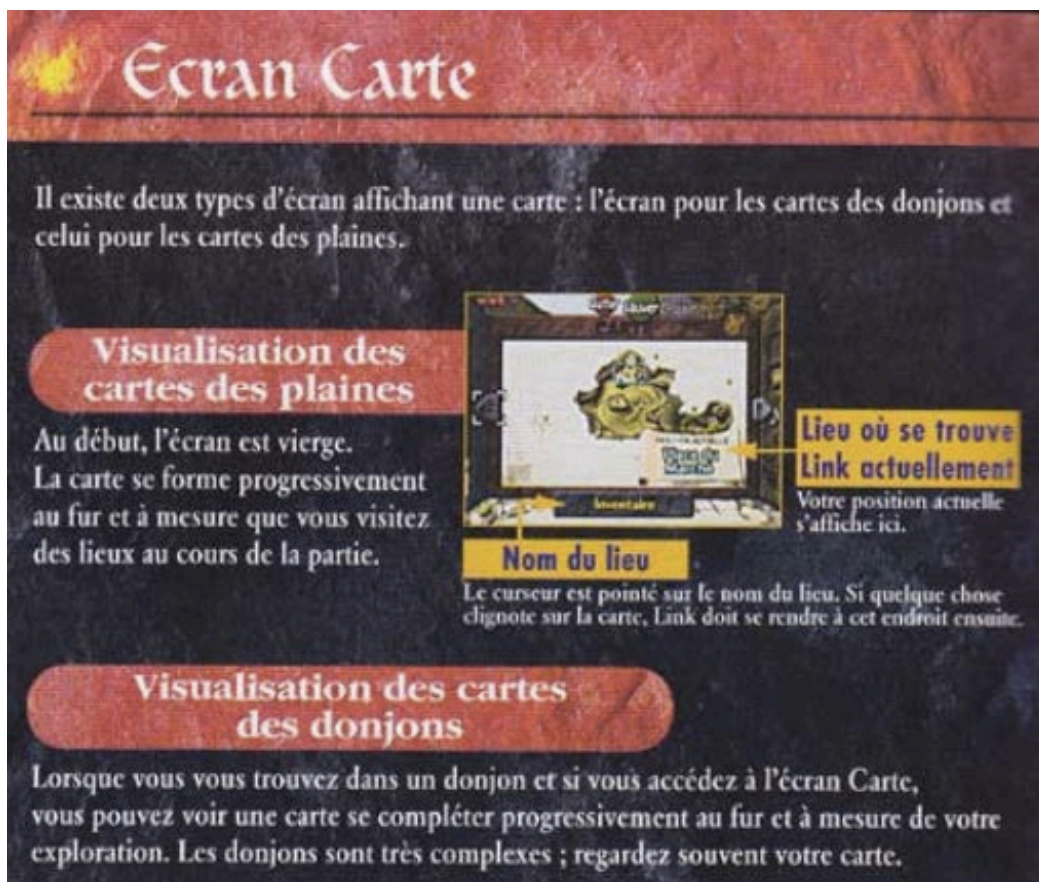 Ecran Carte
Il existe deux types d'écran affichant une carte : l'écran pour les cartes des donjons et
celui pour les cartes des plaines.
Visualisation des
cartes des plaines
Au début, l'écran est vierge.
La carte se forme progressivement
au fur et à mesure que vous visitez
des lieux au cours de la partie.
CARTE
Place du
Marché
Inventaire
Lieu où se trouve
Link actuellement
Votre position actuelle
s'affiche ici.
Nom du lieu
Le curseur est pointé sur le nom du lieu. Si quelque chose
clignote sur la carte, Link doit se rendre à cet endroit ensuite.
Visualisation des cartes
des donjons
Lorsque vous vous trouvez dans un donjon et si vous accédez à l'écran Carte,
vous pouvez voir une carte se compléter progressivement au fur et à mesure de votre
exploration. Les donjons sont très complexes ; regardez souvent votre carte.